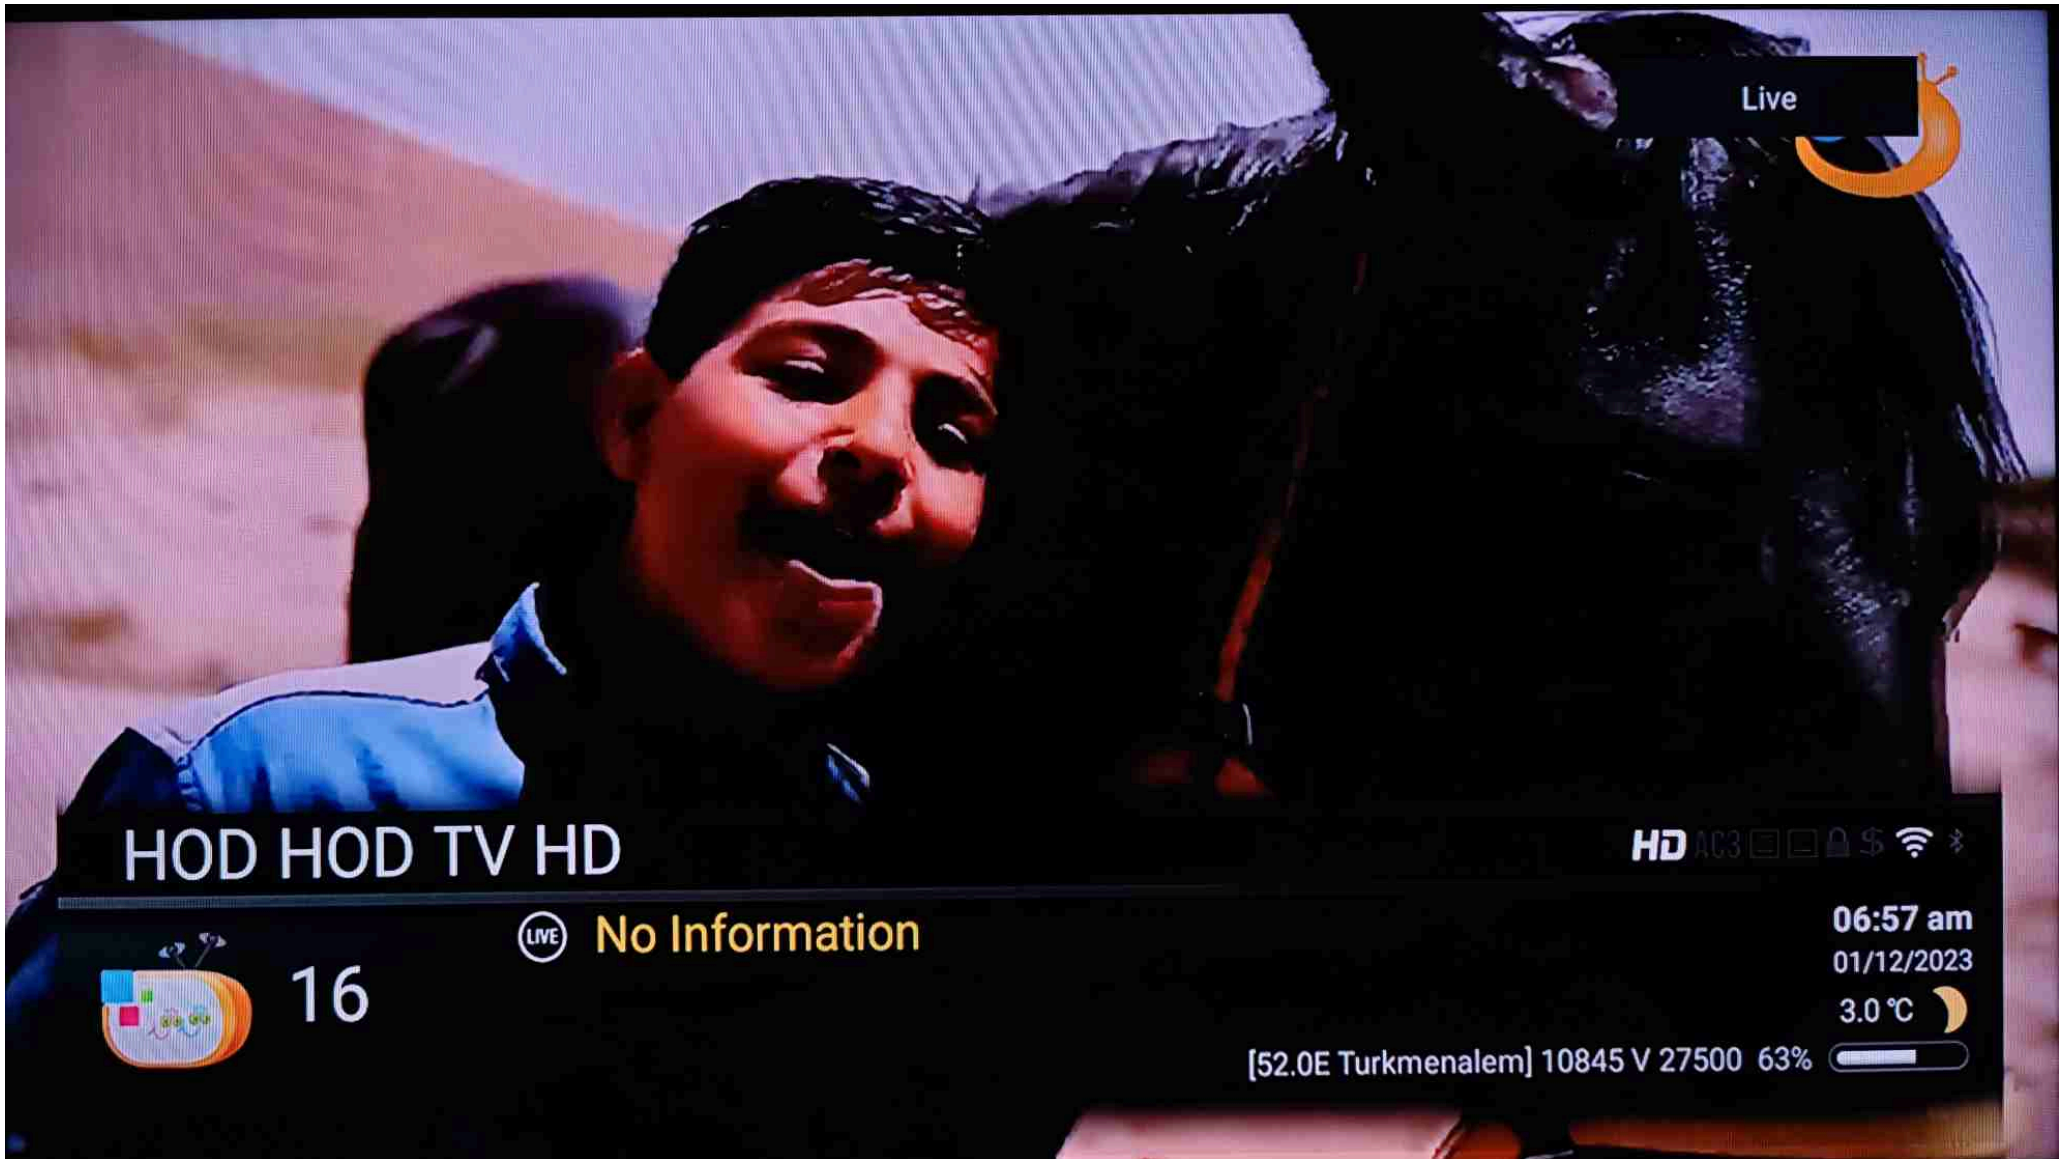 Live
HOD HOD TV HD
HD AC3 $
LIVE No Information
06:57 am
01/12/2023
16
3.0 °C
[52.0E Turkmenalem] 10845 V 27500 63%